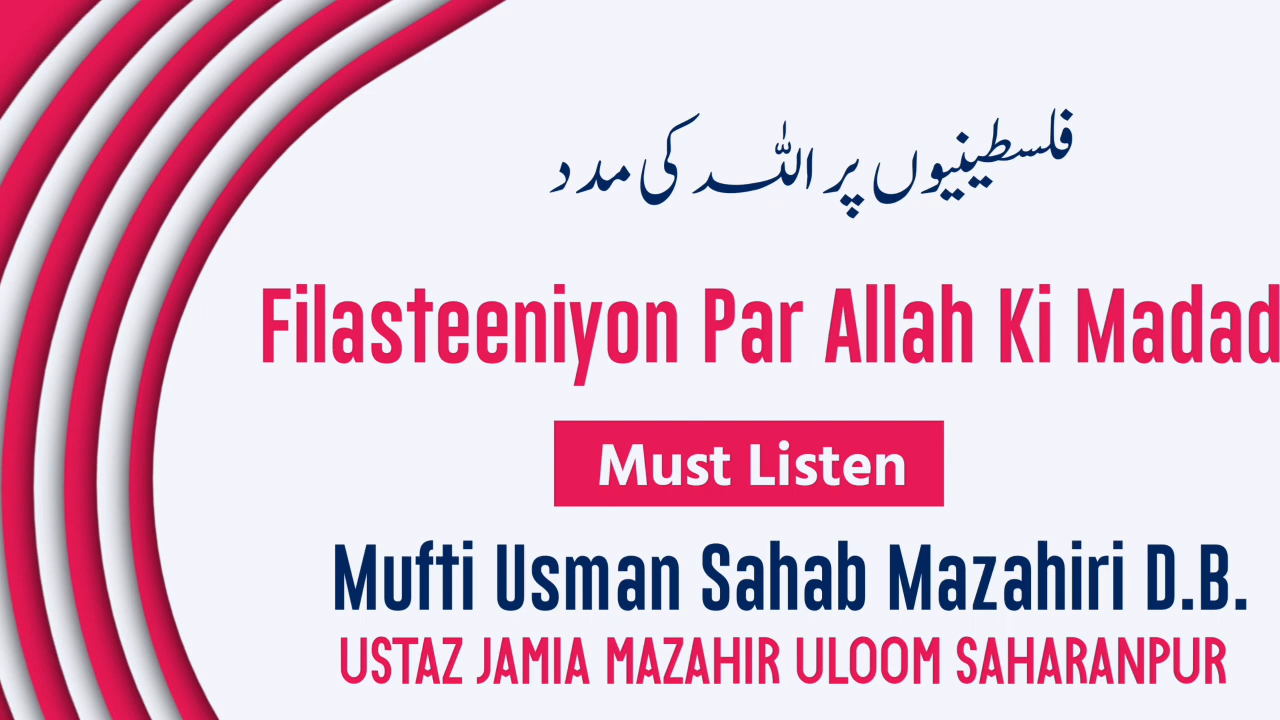 فلسطینیوں پر اللہ کی مدد
Filasteeniyon Par Allah Ki Madad
Must Listen
Mufti Usman Sahab Mazahiri D.B.
USTAZ JAMIA MAZAHIR ULOOM SAHARANPUR